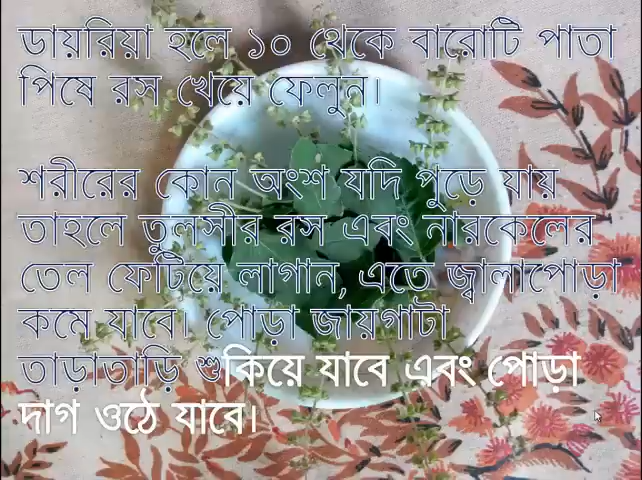 ডায়রিয়া হলে ১০ থেকে বারোটি পাতা
পিষে রস খেয়ে ফেলুন।
শরীরের কোন অংশ যদি পুড়ে যায়
তাহলে তুলসীর রস এবং নারকেলের
তেল ফেটিয়ে লাগান, এতে জ্বালাপোড়া
কমে যাবে। পোড়া জায়গাটা
তাড়াতাড়ি শুকিয়ে যাবে এবং পোড়া
দাগ ওঠে যাবে।